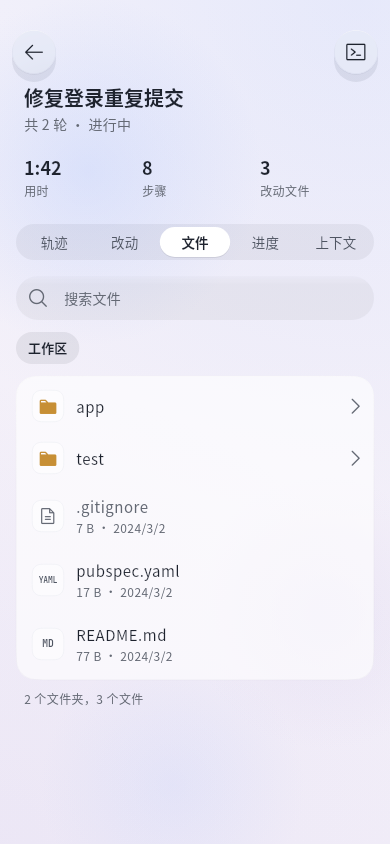 修复登录重复提交
共 2 轮 · 进行中
1:42
8
3
用时
步骤
改动文件
轨迹
改动
文件
进度
上下文
搜索文件
工作区
app
test
.gitignore
7 B · 2024/3/2
YAML
pubspec.yaml
17 B · 2024/3/2
MD
README.md
77 B · 2024/3/2
2 个文件夹，3 个文件